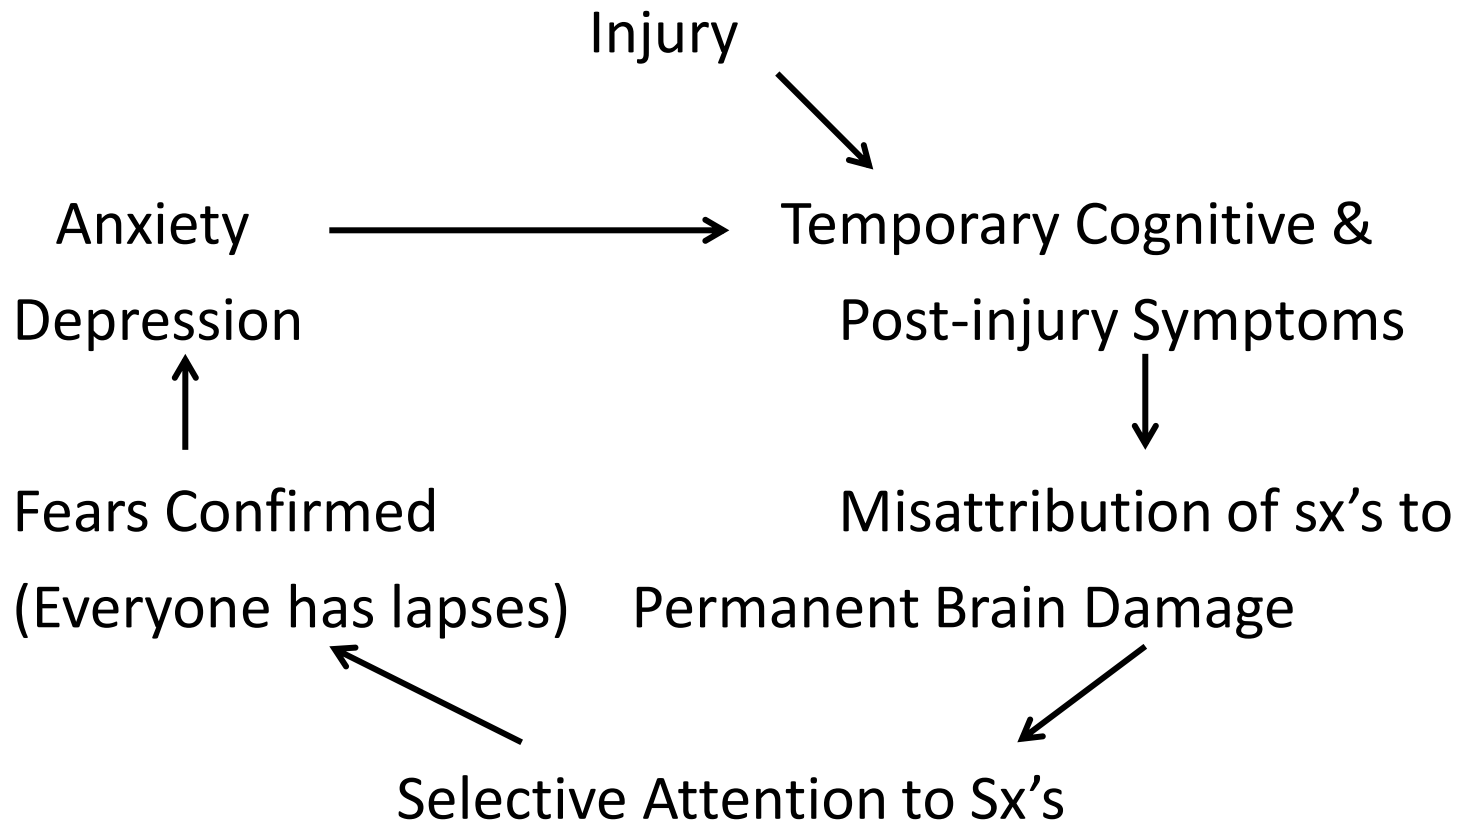 Injury
Anxiety
Temporary Cognitive &
Depression
Post-injury Symptoms
Fears Confirmed
Misattribution of sx’s to
(Everyone has lapses)
Permanent Brain Damage
Selective Attention to Sx’s